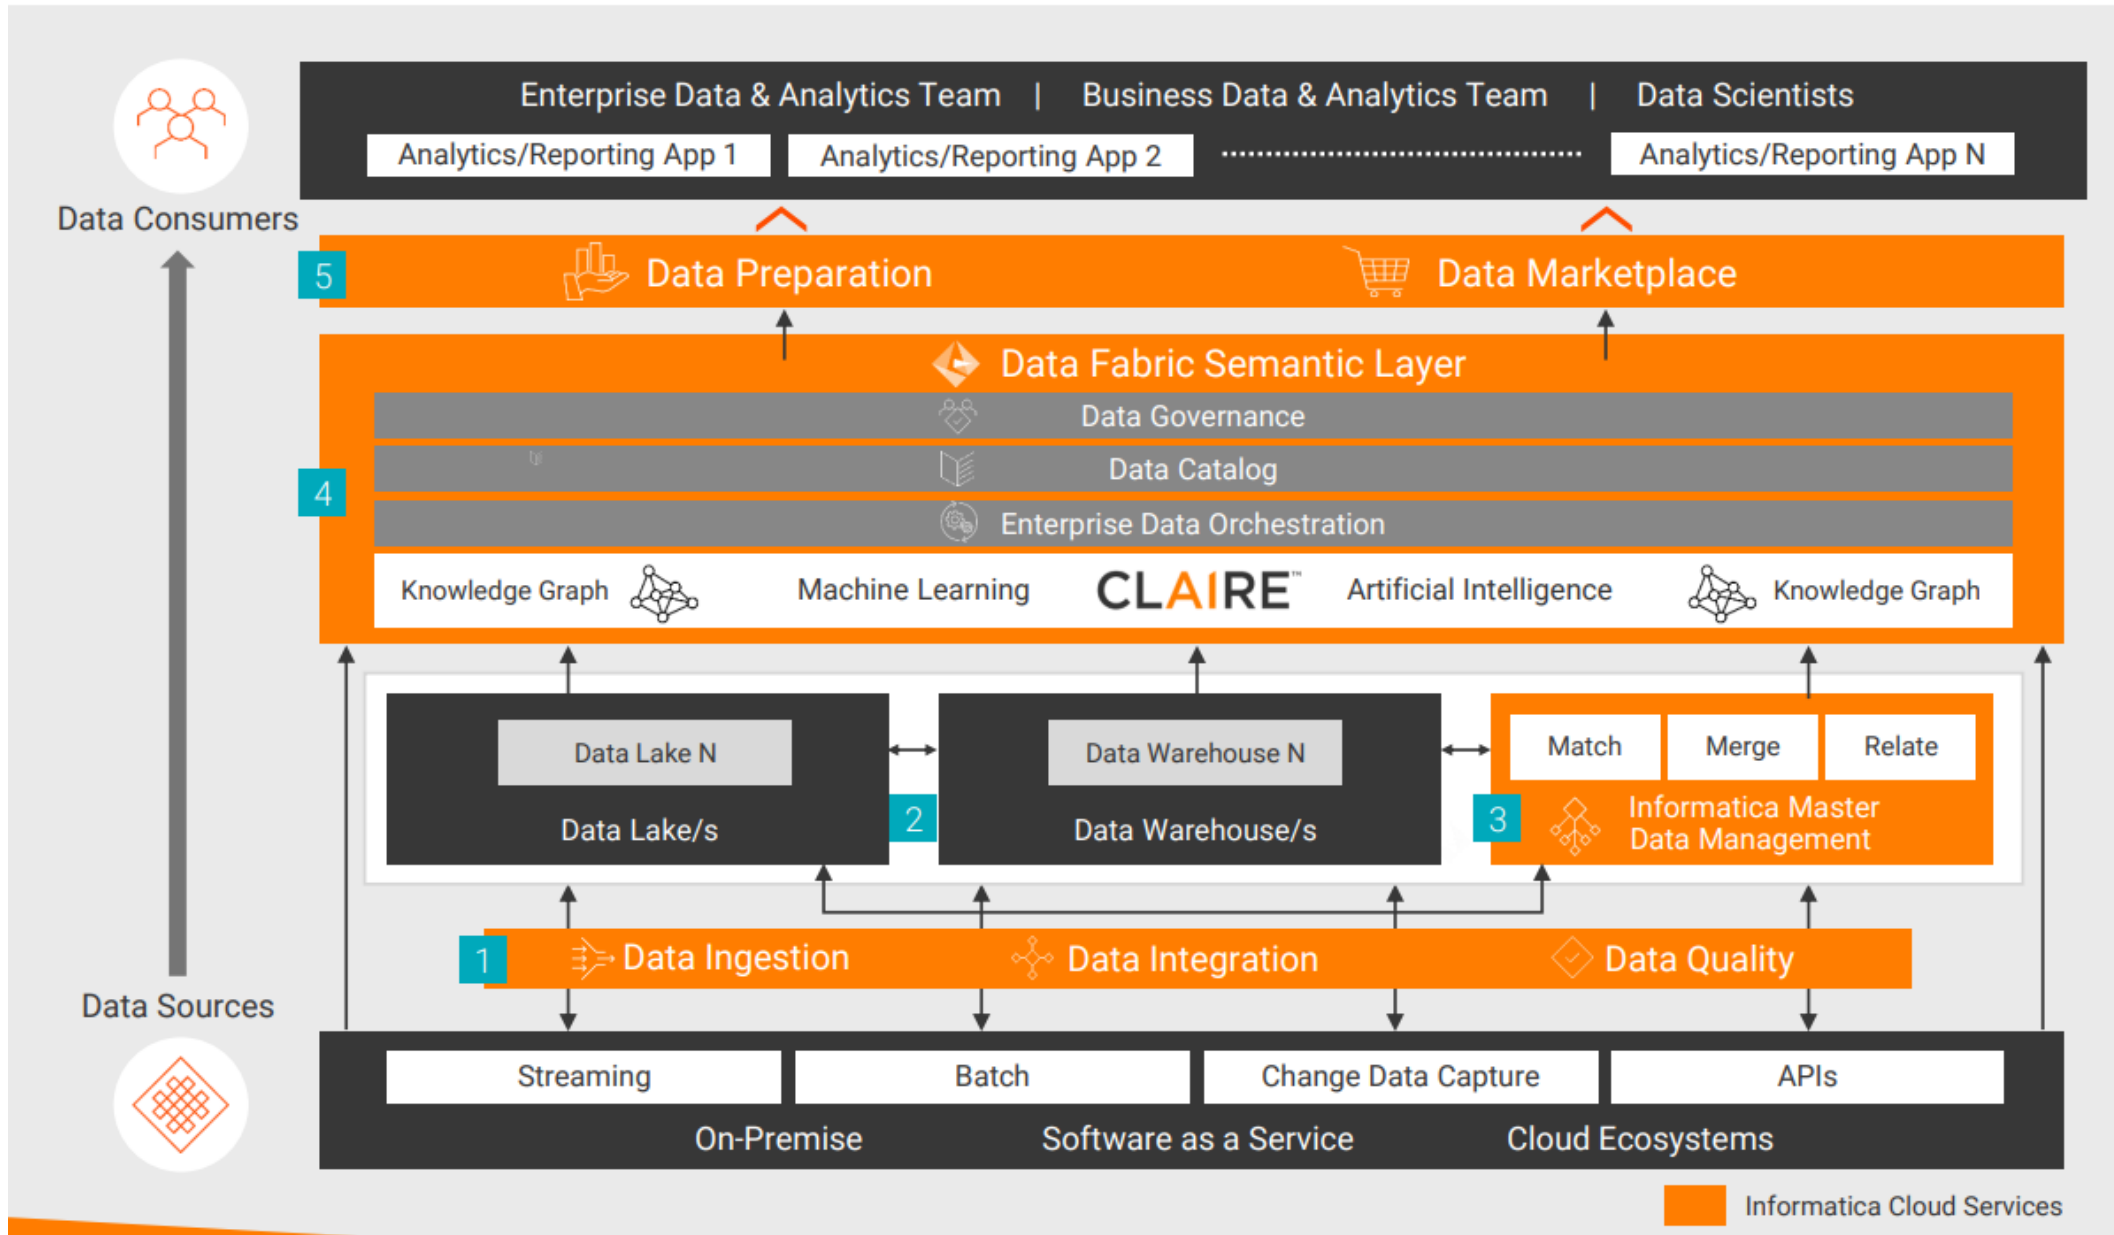 Enterprise Data & Analytics Team | Business Data & Analytics Team | Data Scientists
Analytics/Reporting App 1 Analytics/Reporting App 2 Analytics/Reporting App N
Data Consumers
5 Data Preparation Data Marketplace
Data Fabric Semantic Layer
Data Governance
4 Data Catalog
Enterprise Data Orchestration
Knowledge Graph Machine Learning CLAIRE™ Artificial Intelligence Knowledge Graph
Data Lake N Data Warehouse N Match Merge Relate
Data Lake/s 2 Data Warehouse/s 3 Informatica Master
Data Management
1 Data Ingestion Data Integration Data Quality
Data Sources
Streaming Batch Change Data Capture APIs
On-Premise Software as a Service Cloud Ecosystems
Informatica Cloud Services